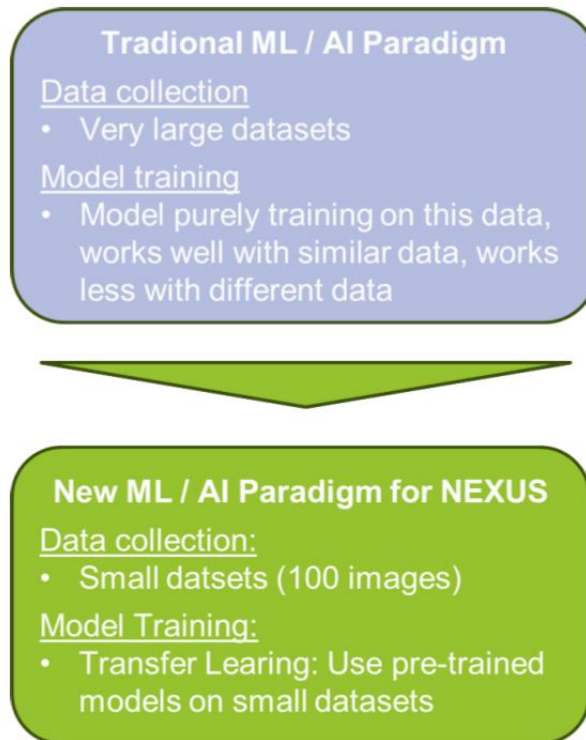 Tradional ML / AI Paradigm
Data collection
• Very large datasets
Model training
• Model purely training on this data,
works well with similar data, works
less with different data
New ML / AI Paradigm for NEXUS
Data collection:
• Small datsets (100 images)
Model Training:
• Transfer Learing: Use pre-trained
models on small datasets